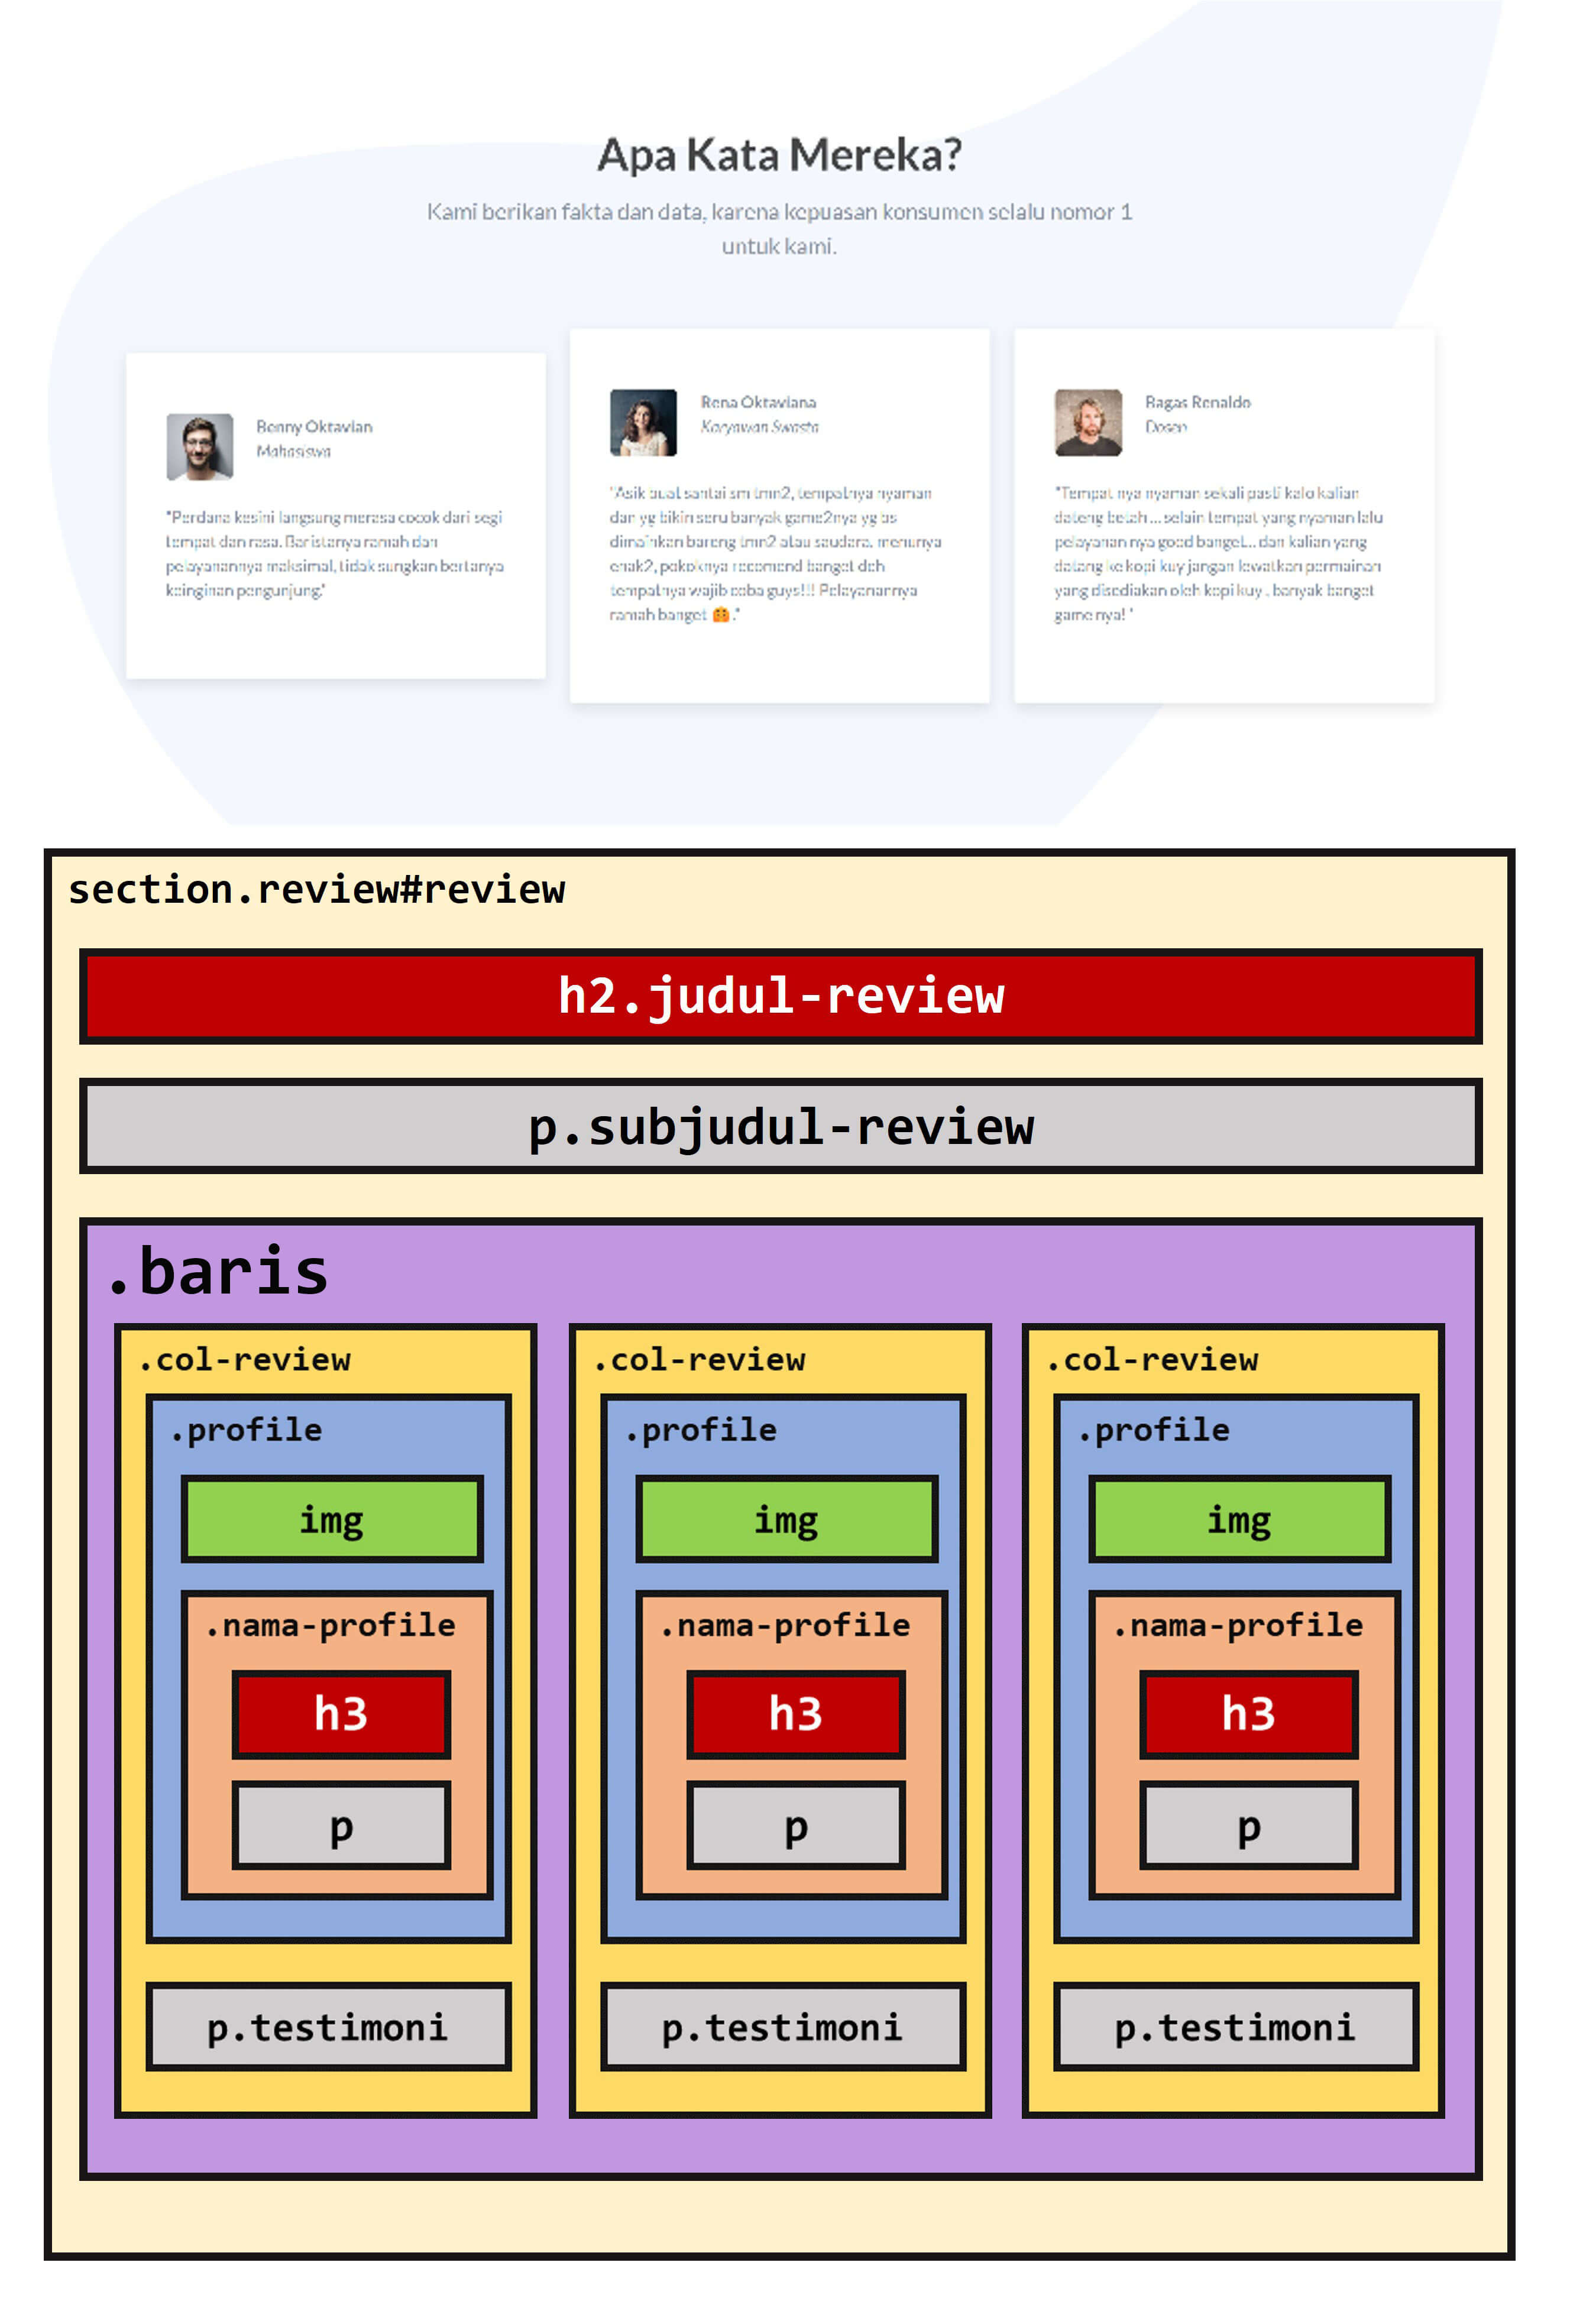 Apa Kata Mereka?
Kami berikan fakta dan data, karena kepuasan konsumen selalu nomor 1
untuk kami.
Benny Oktavian
Mahasiswa
"Perdana kesini langsung merasa cocok dari segi
tempat dan rasa. Baristanya ramah dan
pelayanannya maksimal, tidak sungkan bertanya
keinginan pengunjung."
Rena Oktaviana
Karyawan Swasta
"Asik buat santai sm tmn2, tempatnya nyaman
dan yg bikin seru banyak game2nya yg bs
dimainkan bareng tmn2 atau saudara. menunya
enak2, pokoknya recomend banget deh
tempatnya wajib coba guys!!! Pelayanannya
ramah banget 🤗."
Bagas Renaldo
Dosen
"Tempat nya nyaman sekali pasti kalo kalian
dateng betah ... selain tempat yang nyaman lalu
pelayanan nya good banget... dan kalian yang
datang ke kopi kuy jangan lewatkan permainan
yang disediakan oleh kopi kuy , banyak banget
game nya! "
section.review#review
h2.judul-review
p.subjudul-review
.baris
.col-review
.profile
img
.nama-profile
h3
p
p.testimoni
.col-review
.profile
img
.nama-profile
h3
p
p.testimoni
.col-review
.profile
img
.nama-profile
h3
p
p.testimoni